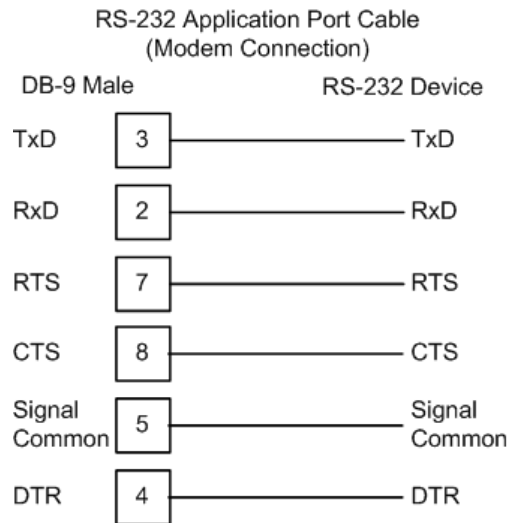 RS-232 Application Port Cable
(Modem Connection)
DB-9 Male RS-232 Device
TxD 3 TxD
RxD 2 RxD
RTS 7 RTS
CTS 8 CTS
Signal Common 5 Signal Common
DTR 4 DTR